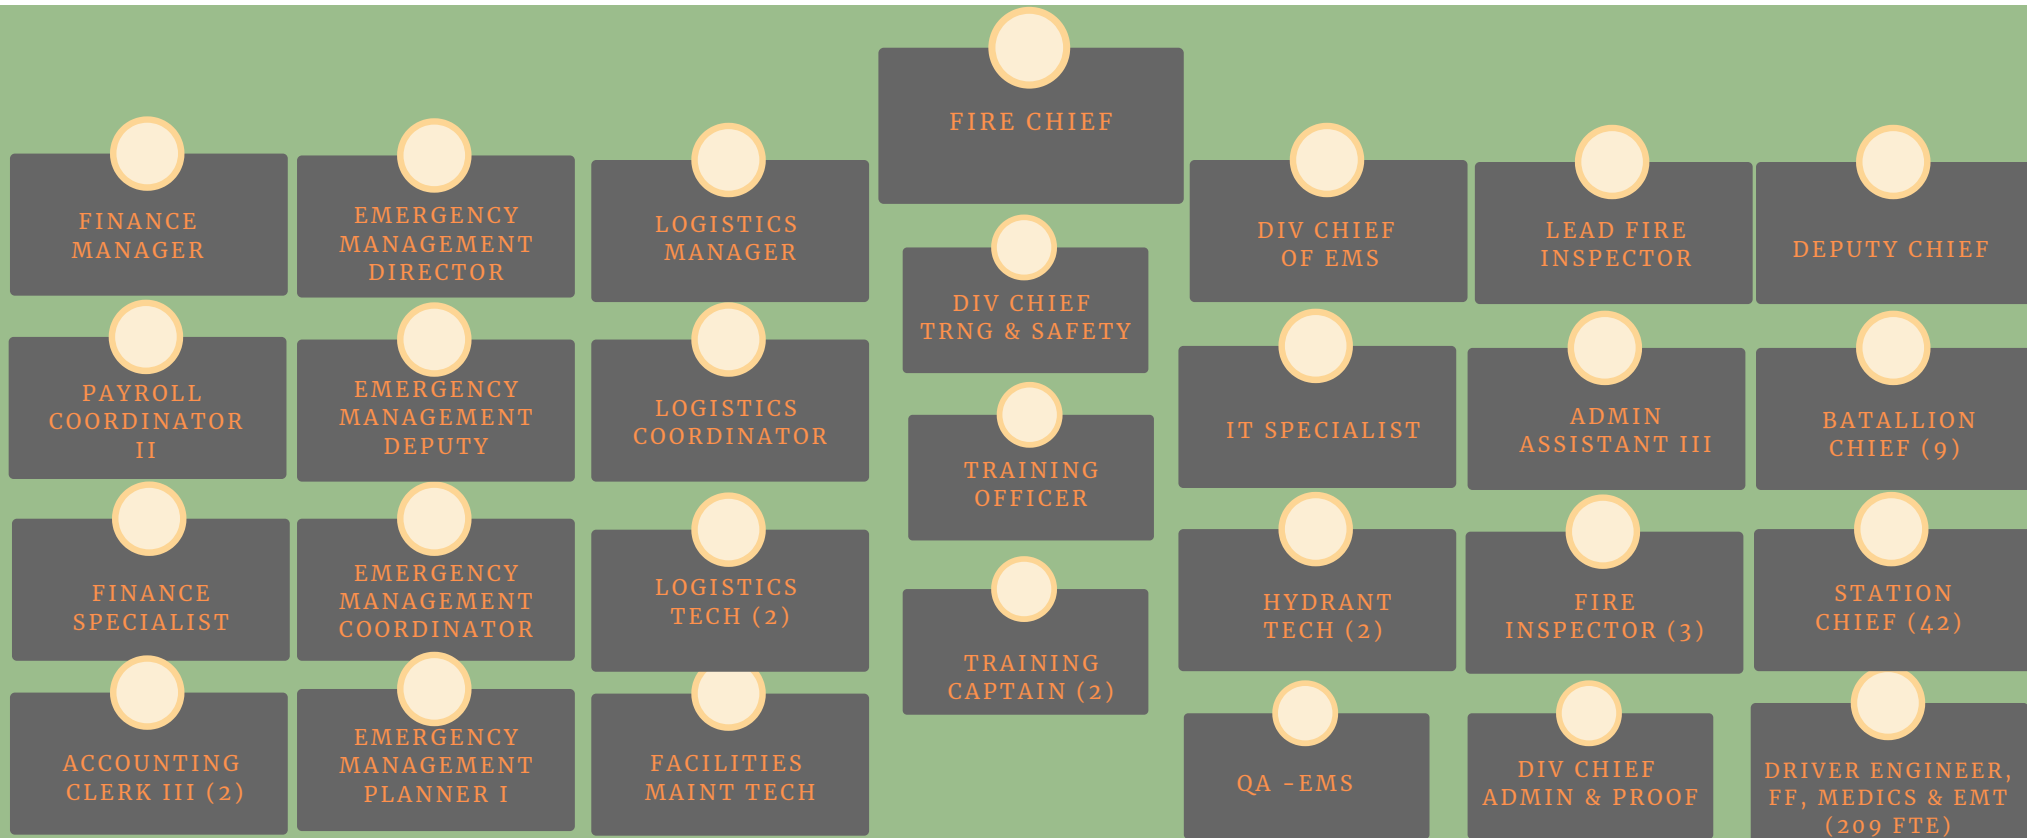 FIRE CHIEF
FINANCE
MANAGER
EMERGENCY
MANAGEMENT
DIRECTOR
LOGISTICS
MANAGER
DIV CHIEF
TRNG & SAFETY
DIV CHIEF
OF EMS
LEAD FIRE
INSPECTOR
DEPUTY CHIEF
PAYROLL
COORDINATOR
II
EMERGENCY
MANAGEMENT
DEPUTY
LOGISTICS
COORDINATOR
TRAINING
OFFICER
IT SPECIALIST
ADMIN
ASSISTANT III
BATALLION
CHIEF (9)
FINANCE
SPECIALIST
EMERGENCY
MANAGEMENT
COORDINATOR
LOGISTICS
TECH (2)
TRAINING
CAPTAIN (2)
HYDRANT
TECH (2)
FIRE
INSPECTOR (3)
STATION
CHIEF (42)
ACCOUNTING
CLERK III (2)
EMERGENCY
MANAGEMENT
PLANNER I
FACILITIES
MAINT TECH
QA -EMS
DIV CHIEF
ADMIN & PROOF
DRIVER ENGINEER,
FF, MEDICS & EMT
(209 FTE)